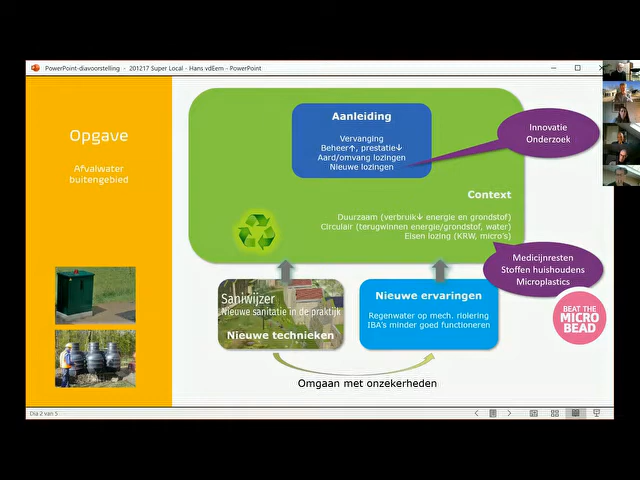 PowerPoint-diavoorstelling - 201217 Super Local - Hans vdEem - PowerPoint
Opgave
Afvalwater
buitengebied
Aanleiding
Vervanging
Beheer↑, prestatie↓
Aard/omvang lozingen
Nieuwe lozingen
Innovatie
Onderzoek
Context
Duurzaam (verbruik↓ energie en grondstof)
Circulair (terugwinnen energie/grondstof, water)
Eisen lozing (KRW, micro's)
Medicijnresten
Stoffen huishoudens
Microplastics
BEAT THE
MICRO
BEAD
Saniwijzer
Nieuwe sanitatie in de praktijk
Nieuwe technieken
Nieuwe ervaringen
Regenwater op mech. riolering
IBA's minder goed functioneren
Omgaan met onzekerheden
Dia 2 van 5